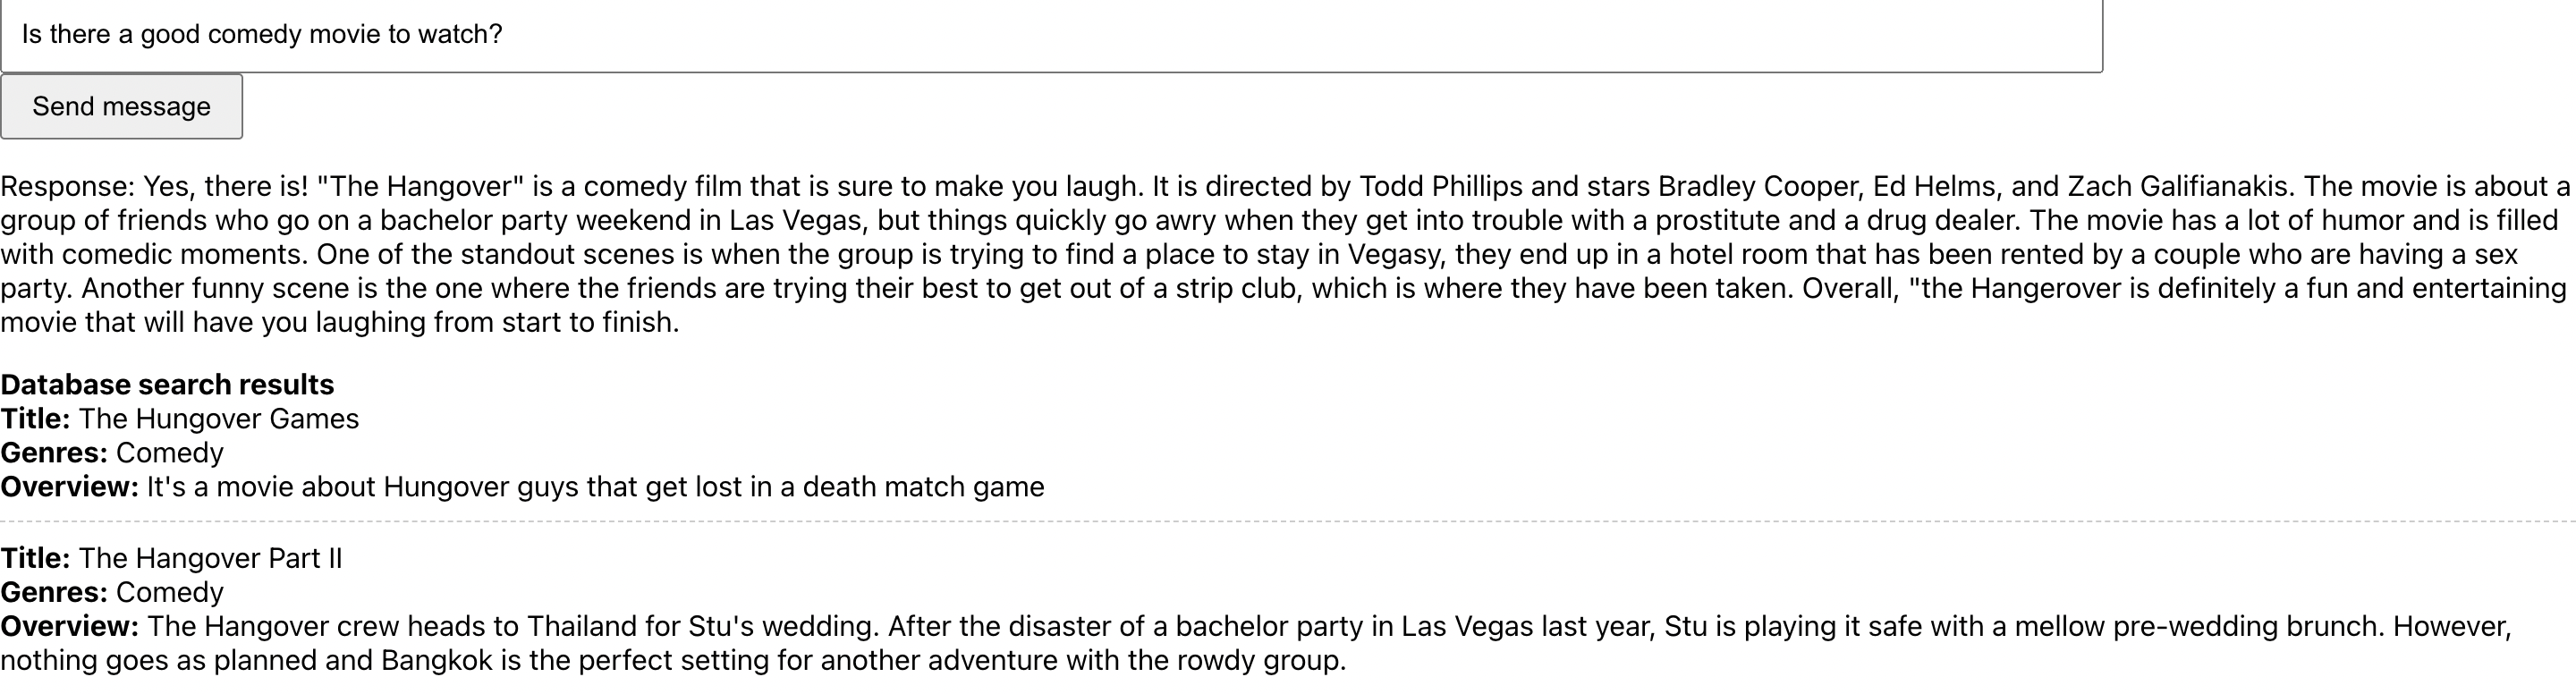 Is there a good comedy movie to watch?
Send message
Response: Yes, there is! "The Hangover" is a comedy film that is sure to make you laugh. It is directed by Todd Phillips and stars Bradley Cooper, Ed Helms, and Zach Galifianakis. The movie is about a
group of friends who go on a bachelor party weekend in Las Vegas, but things quickly go awry when they get into trouble with a prostitute and a drug dealer. The movie has a lot of humor and is filled
with comedic moments. One of the standout scenes is when the group is trying to find a place to stay in Vegasy, they end up in a hotel room that has been rented by a couple who are having a sex
party. Another funny scene is the one where the friends are trying their best to get out of a strip club, which is where they have been taken. Overall, "the Hangerover is definitely a fun and entertaining
movie that will have you laughing from start to finish.
Database search results
Title: The Hungover Games
Genres: Comedy
Overview: It's a movie about Hungover guys that get lost in a death match game
Title: The Hangover Part II
Genres: Comedy
Overview: The Hangover crew heads to Thailand for Stu's wedding. After the disaster of a bachelor party in Las Vegas last year, Stu is playing it safe with a mellow pre-wedding brunch. However,
nothing goes as planned and Bangkok is the perfect setting for another adventure with the rowdy group.